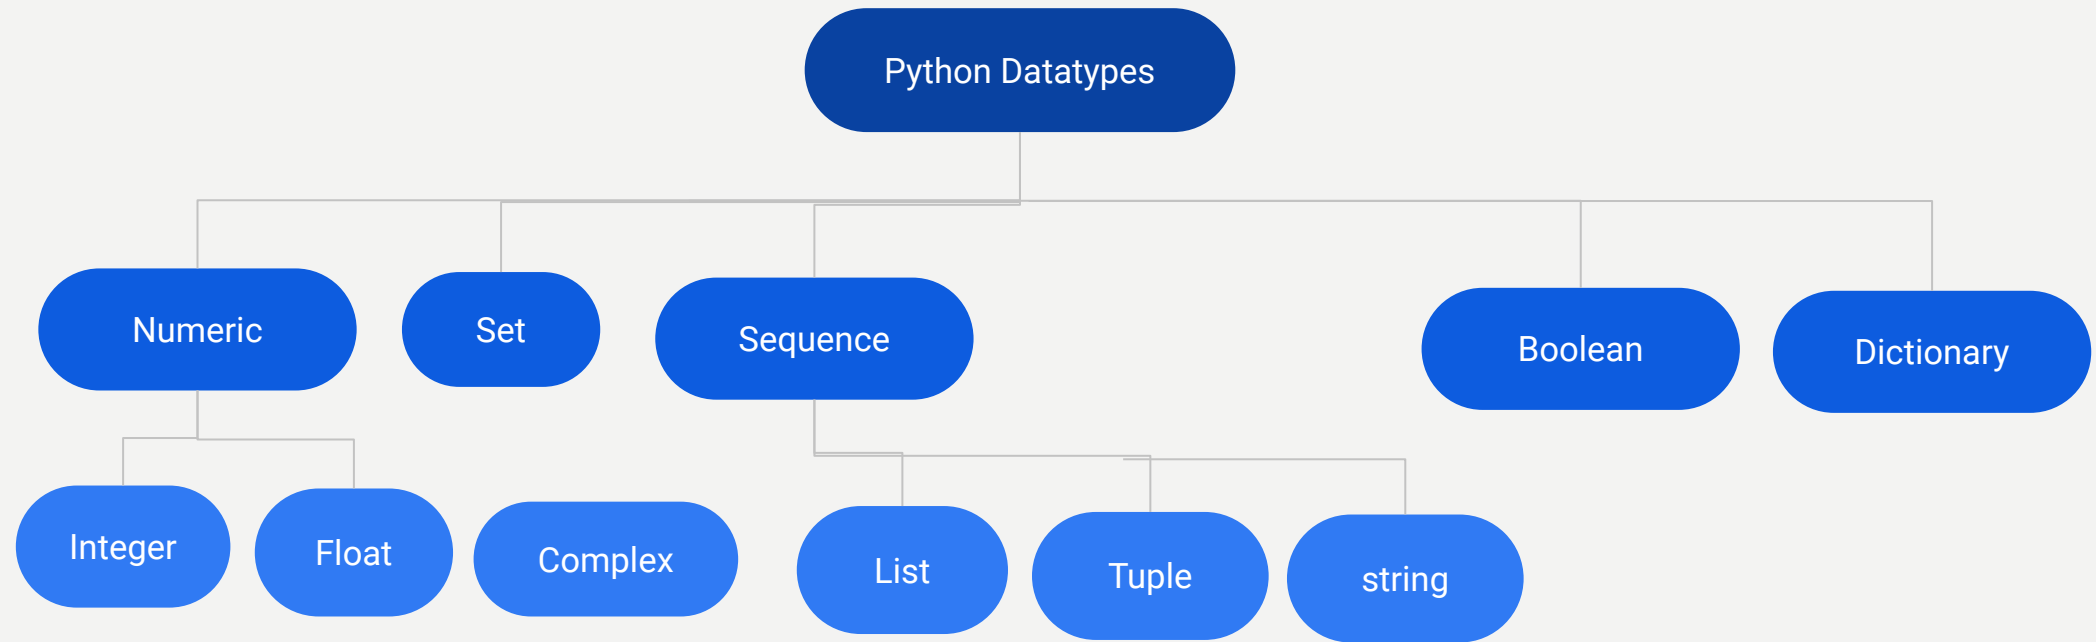 Python Datatypes
Numeric
Set
Sequence
Boolean
Dictionary
Integer
Float
Complex
List
Tuple
string